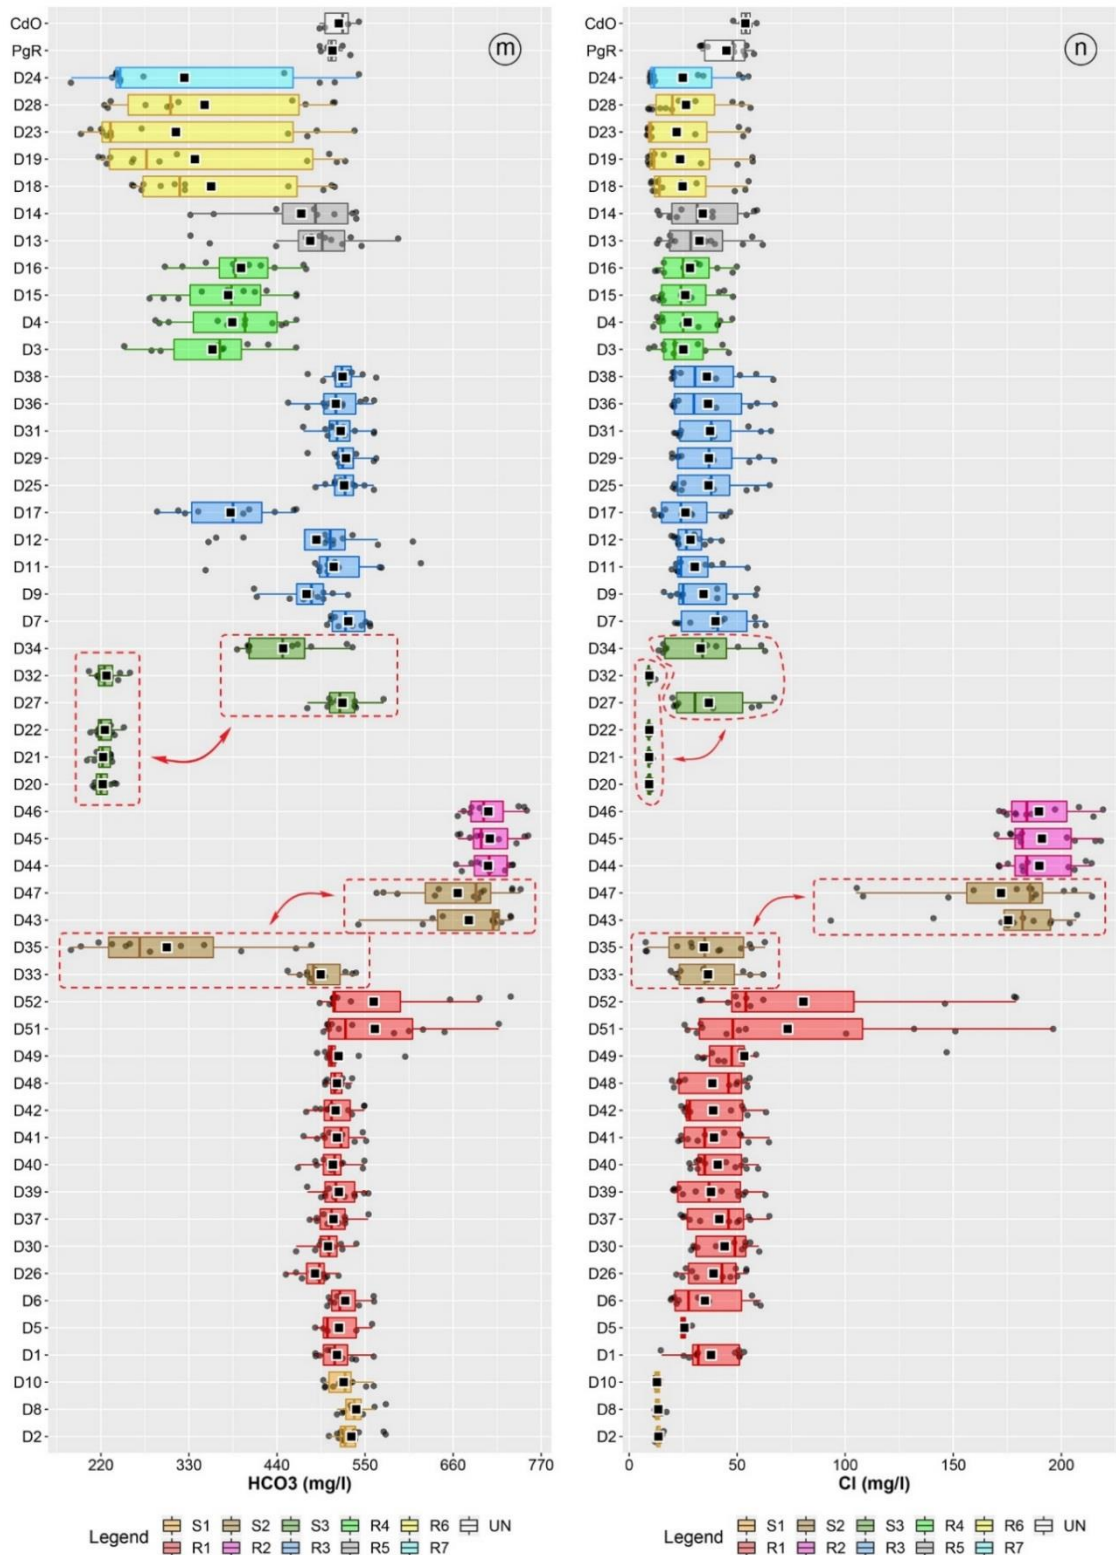 CdO
PgR
D24
D28
D23
D19
D18
D14
D13
D16
D15
D4
D3
D38
D36
D31
D29
D25
D17
D12
D11
D9
D7
D34
D32
D27
D22
D21
D20
D46
D45
D44
D47
D43
D35
D33
D52
D51
D49
D48
D42
D41
D40
D39
D37
D30
D26
D6
D5
D1
D10
D8
D2
m
220 330 440 550 660 770
HCO3 (mg/l)
Legend S1 S2 S3 R4 R6 UN
R1 R2 R3 R5 R7
CdO
PgR
D24
D28
D23
D19
D18
D14
D13
D16
D15
D4
D3
D38
D36
D31
D29
D25
D17
D12
D11
D9
D7
D34
D32
D27
D22
D21
D20
D46
D45
D44
D47
D43
D35
D33
D52
D51
D49
D48
D42
D41
D40
D39
D37
D30
D26
D6
D5
D1
D10
D8
D2
n
0 50 100 150 200
Cl (mg/l)
Legend S1 S2 S3 R4 R6 UN
R1 R2 R3 R5 R7